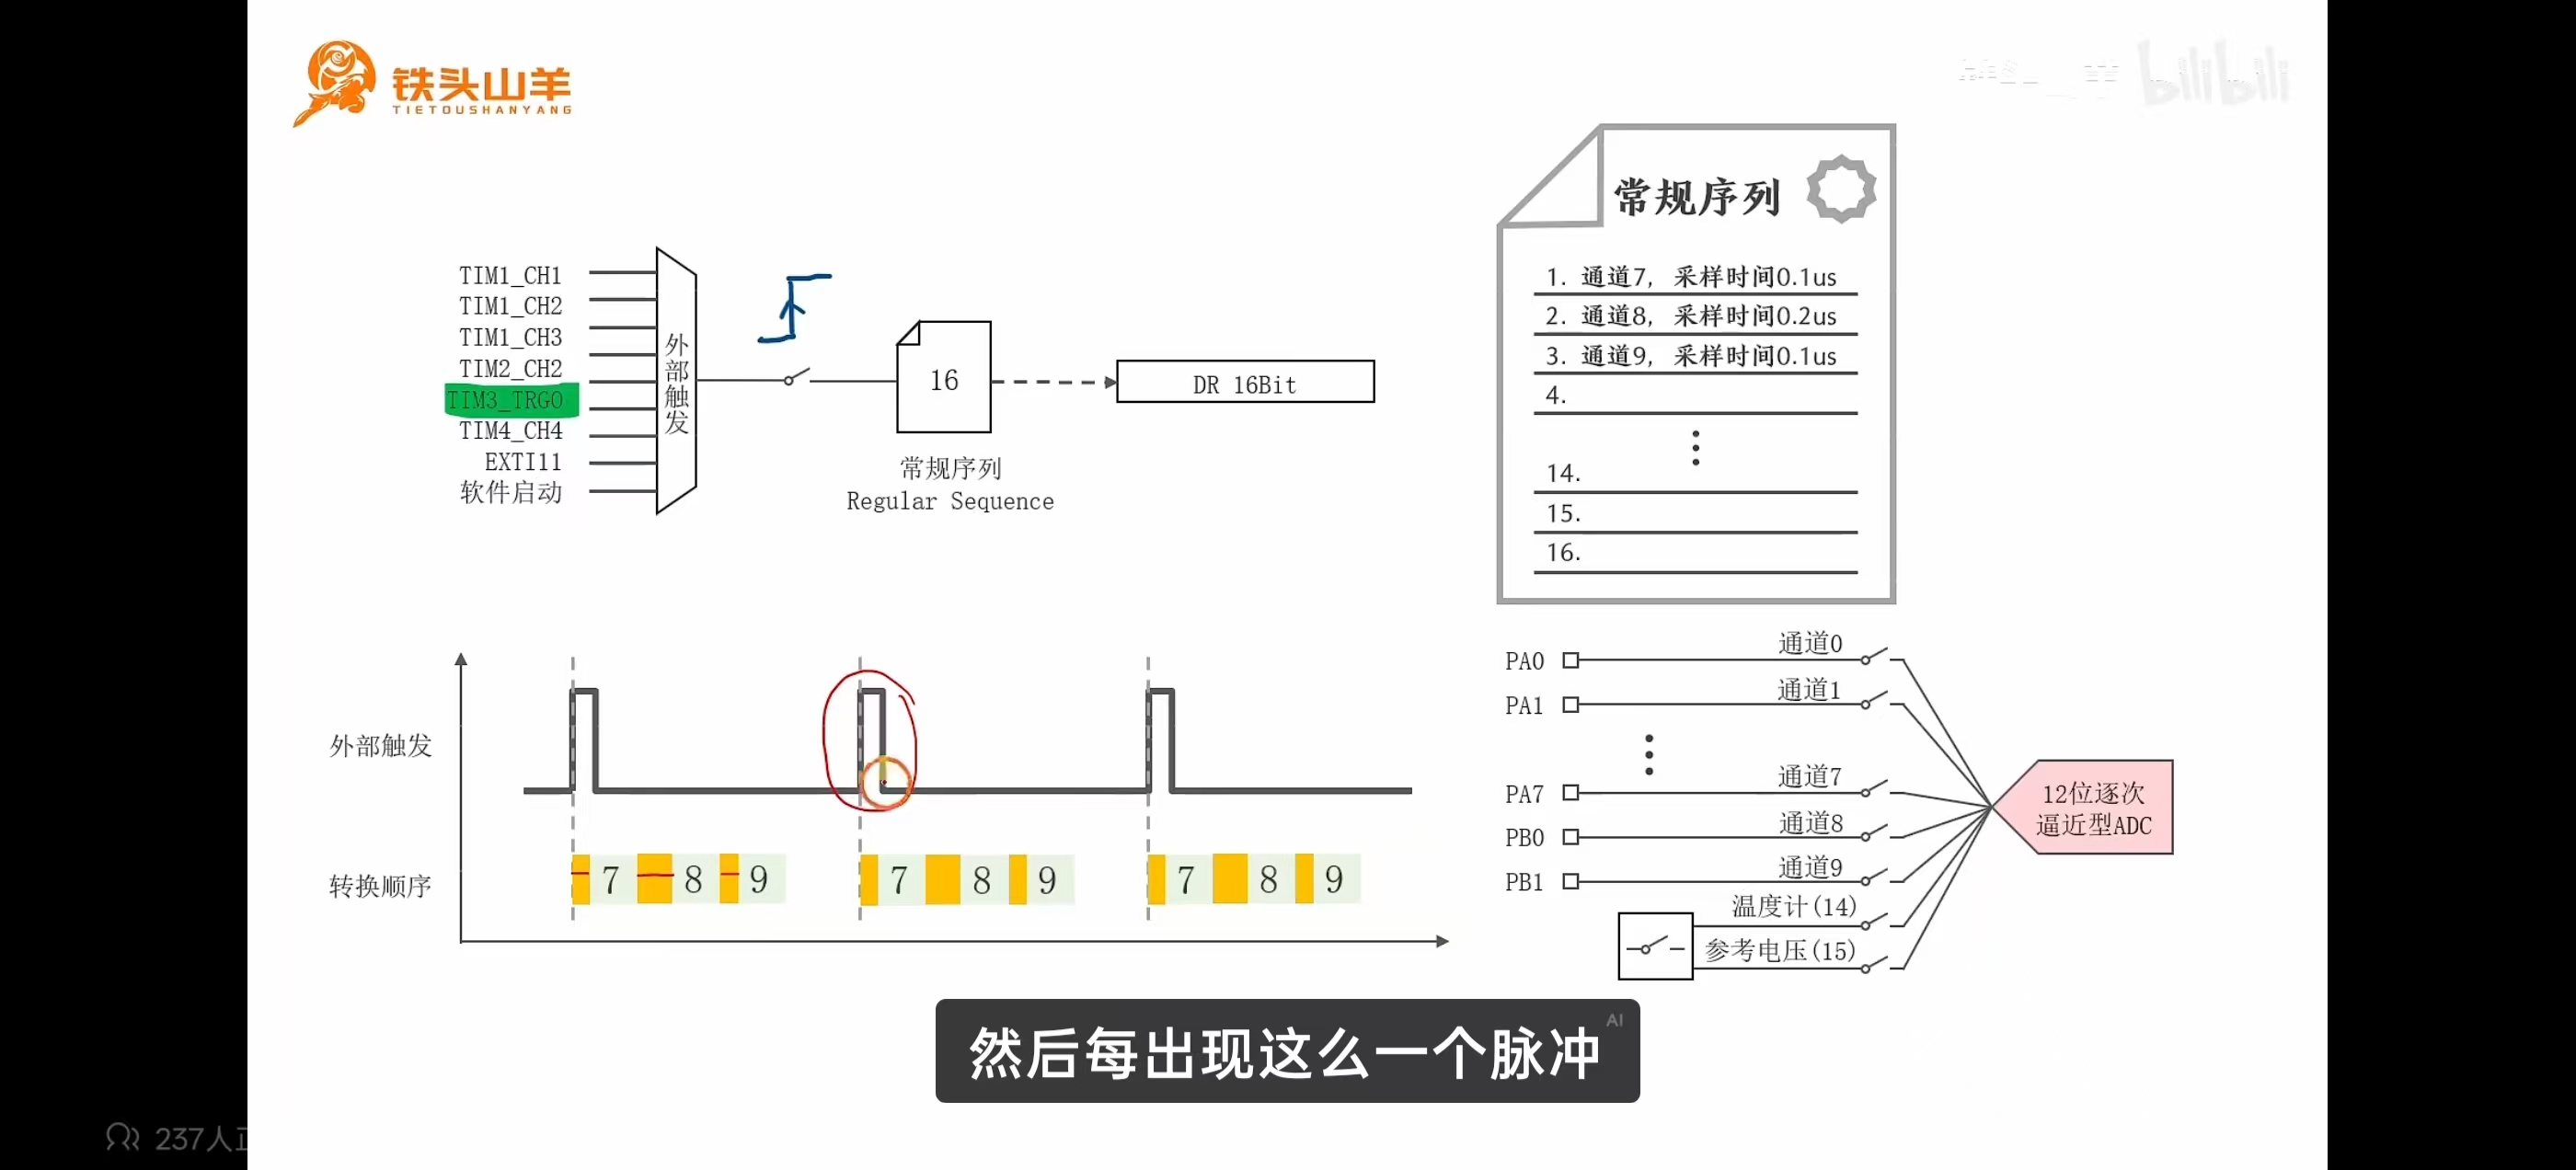 铁头山羊
TIETOUSHANYANG
bilibili
TIM1_CH1
TIM1_CH2
TIM1_CH3
TIM2_CH2
TIM3_TRGO
TIM4_CH4
EXTI11
软件启动
外部触发
16
常规序列
Regular Sequence
DR 16Bit
常规序列
1. 通道7, 采样时间0.1us
2. 通道8, 采样时间0.2us
3. 通道9, 采样时间0.1us
4.
14.
15.
16.
外部触发
转换顺序
7 8 9 7 8 9 7 8 9
PA0 通道0
PA1 通道1
PA7 通道7
PB0 通道8
PB1 通道9
温度计(14)
参考电压(15)
12位逐次
逼近型ADC
然后每出现这么一个脉冲
AI
237人正